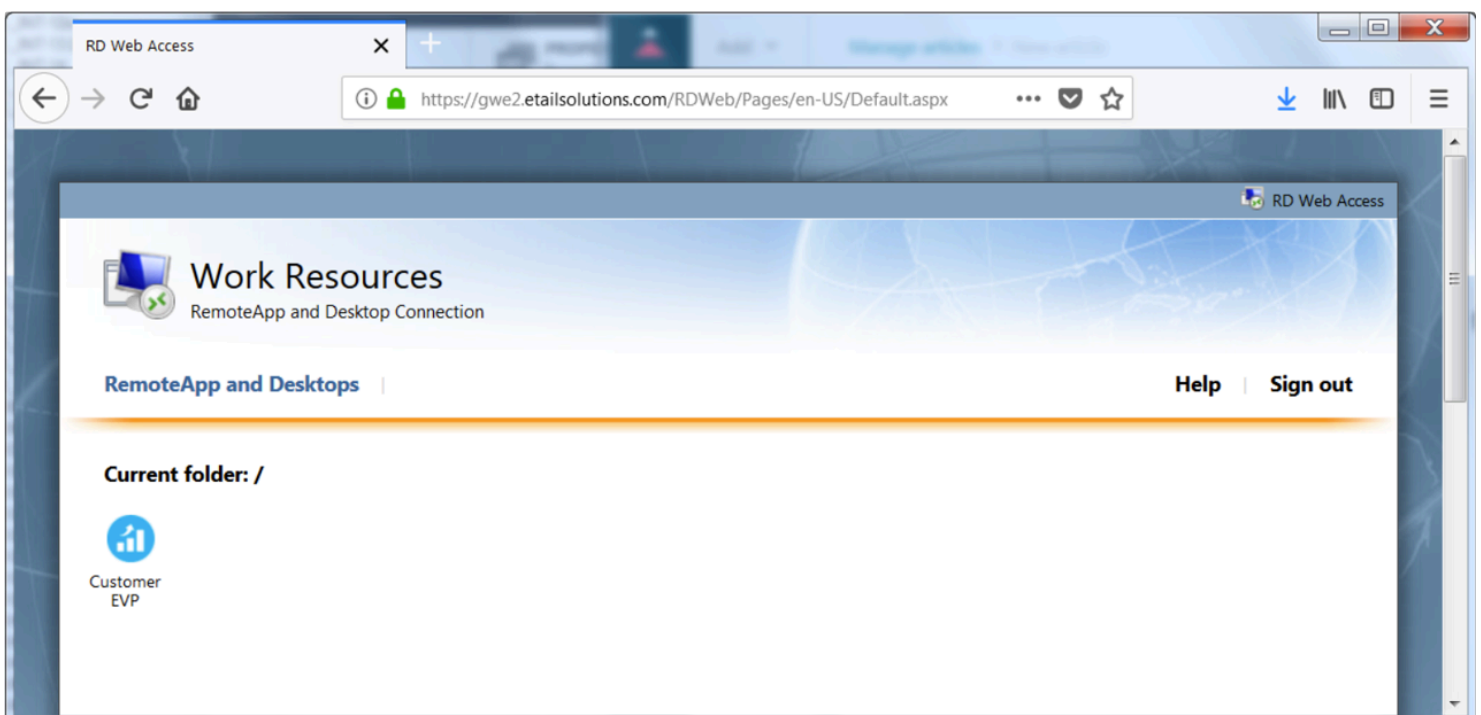 RD Web Access
https://gwe2.etailsolutions.com/RDWeb/Pages/en-US/Default.aspx
RD Web Access
Work Resources
RemoteApp and Desktop Connection
RemoteApp and Desktops
Help
Sign out
Current folder: /
Customer
EVP